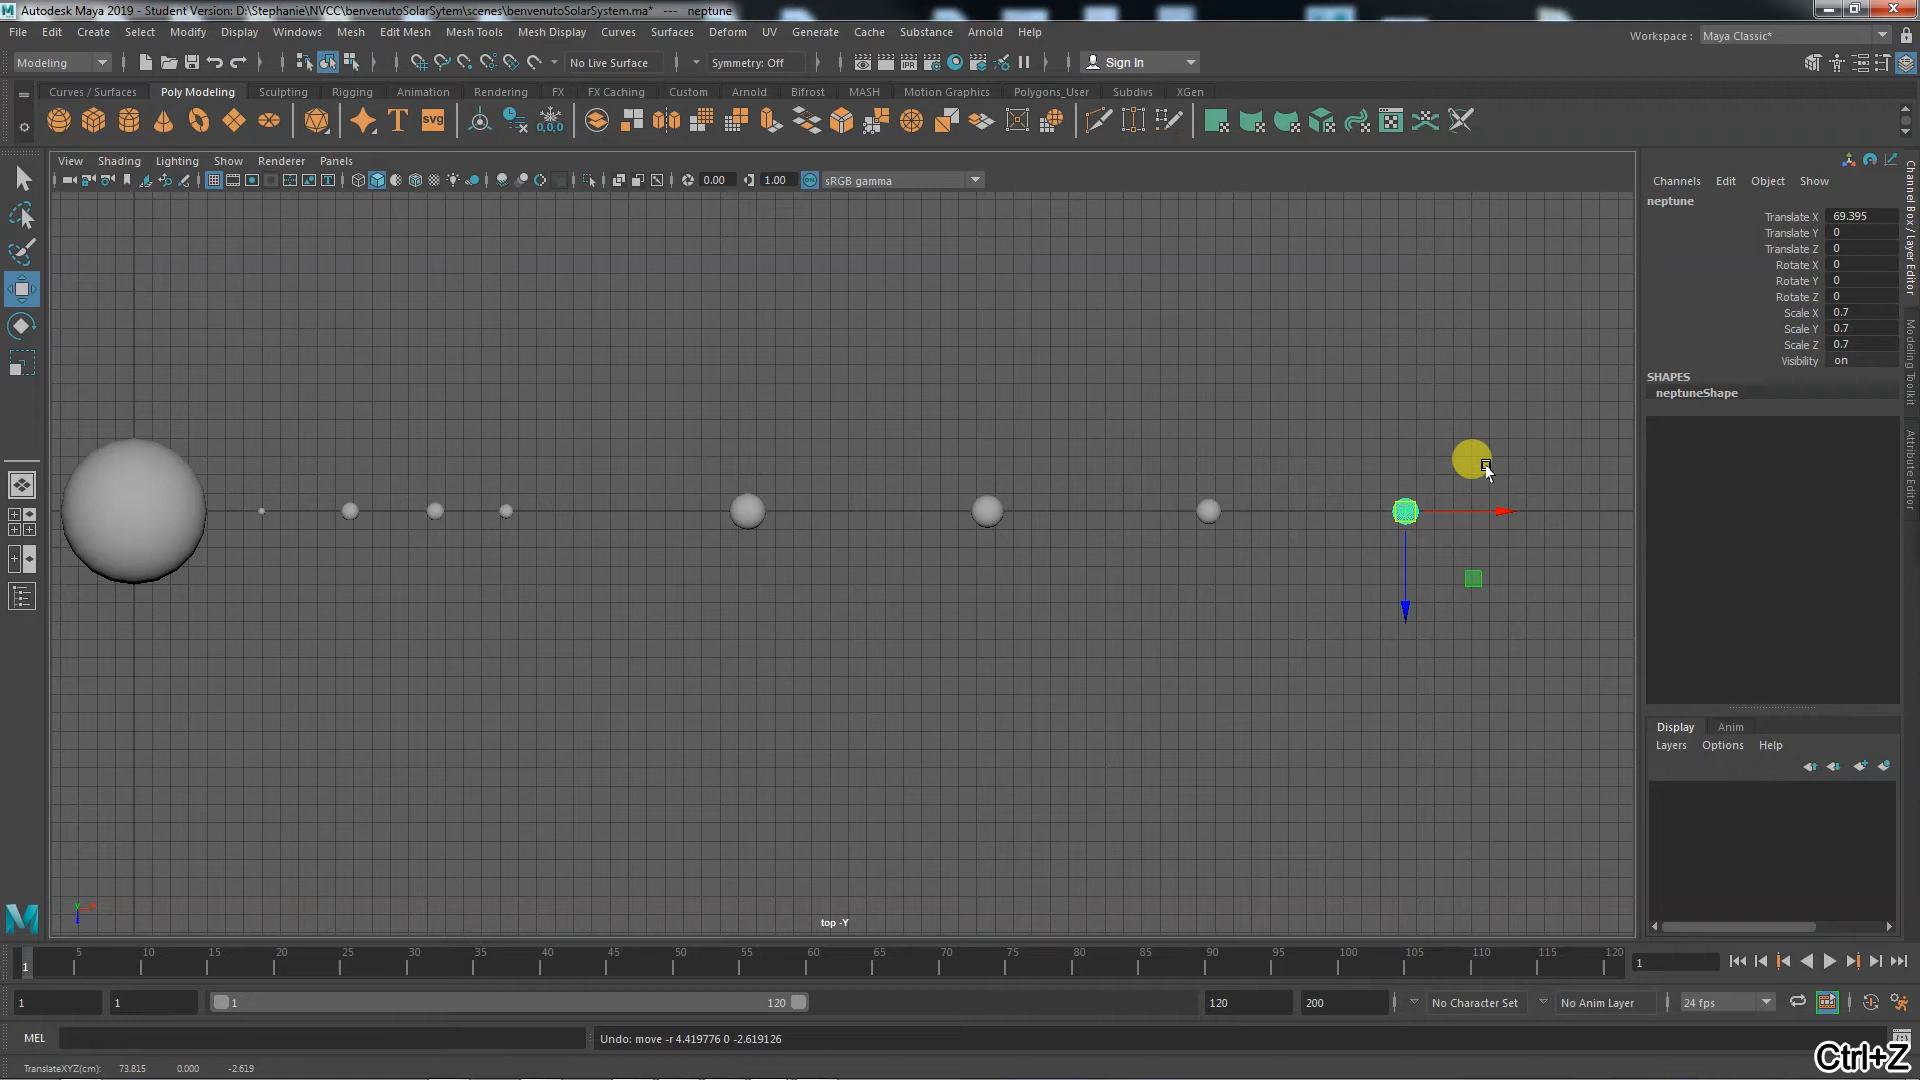 Autodesk Maya 2019 - Student Version: D:\Stephanie\NVCC\benvenutoSolarSytem\scenes\benvenutoSolarSystem.ma* --- neptune
File Edit Create Select Modify Display Windows Mesh Edit Mesh Mesh Tools Mesh Display Curves Surfaces Deform UV Generate Cache Substance Arnold Help
Workspace : Maya Classic*
Modeling No Live Surface Symmetry: Off Sign In
Curves / Surfaces Poly Modeling Sculpting Rigging Animation Rendering FX FX Caching Custom Arnold Bifrost MASH Motion Graphics Polygons_User Subdivs XGen
View Shading Lighting Show Renderer Panels
0.00 1.00 sRGB gamma
Channels Edit Object Show
neptune
Translate X 69.395
Translate Y 0
Translate Z 0
Rotate X 0
Rotate Y 0
Rotate Z 0
Scale X 0.7
Scale Y 0.7
Scale Z 0.7
Visibility on
SHAPES
neptuneShape
Channel Box / Layer Editor
Modeling Toolkit
Attribute Editor
Display Anim
Layers Options Help
top -Y
5 10 15 20 25 30 35 40 45 50 55 60 65 70 75 80 85 90 95 100 105 110 115 120
1 1
1 1 1 120 120 200 No Character Set No Anim Layer 24 fps
MEL Undo: move -r 4.419776 0 -2.619126
TranslateXYZ(cm): 73.815 0.000 -2.619
Ctrl+Z